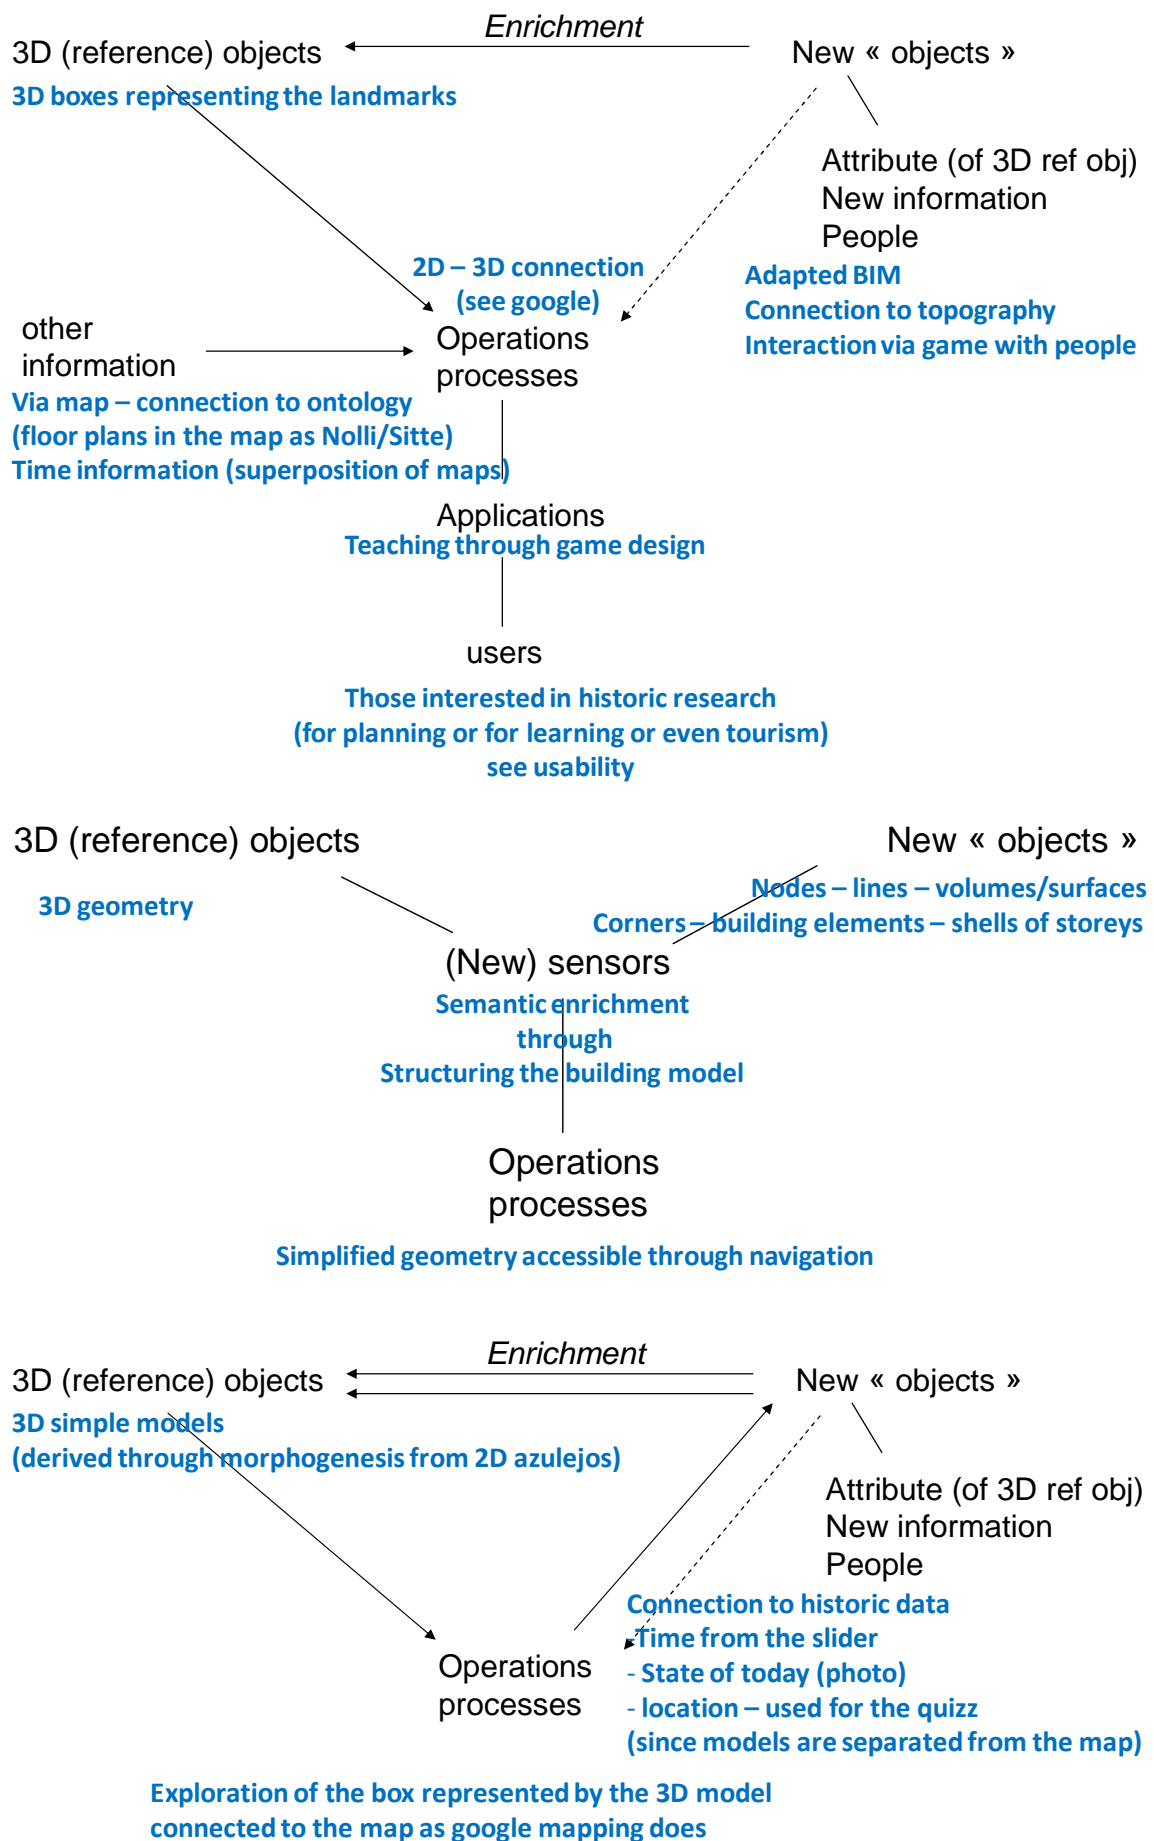 Enrichment
3D (reference) objects
New « objects »
3D boxes representing the landmarks
Attribute (of 3D ref obj)
New information
People
2D – 3D connection
(see google)
Adapted BIM
Connection to topography
Interaction via game with people
Operations
processes
other
information
Via map – connection to ontology
(floor plans in the map as Nolli/Sitte)
Time information (superposition of maps)
Applications
Teaching through game design
users
Those interested in historic research
(for planning or for learning or even tourism)
see usability
3D (reference) objects
New « objects »
3D geometry
Nodes – lines – volumes/surfaces
Corners – building elements – shells of storeys
(New) sensors
Semantic enrichment
through
Structuring the building model
Operations
processes
Simplified geometry accessible through navigation
Enrichment
3D (reference) objects
New « objects »
3D simple models
(derived through morphogenesis from 2D azulejos)
Attribute (of 3D ref obj)
New information
People
Connection to historic data
-Time from the slider
- State of today (photo)
- location – used for the quizz
(since models are separated from the map)
Operations
processes
Exploration of the box represented by the 3D model
connected to the map as google mapping does